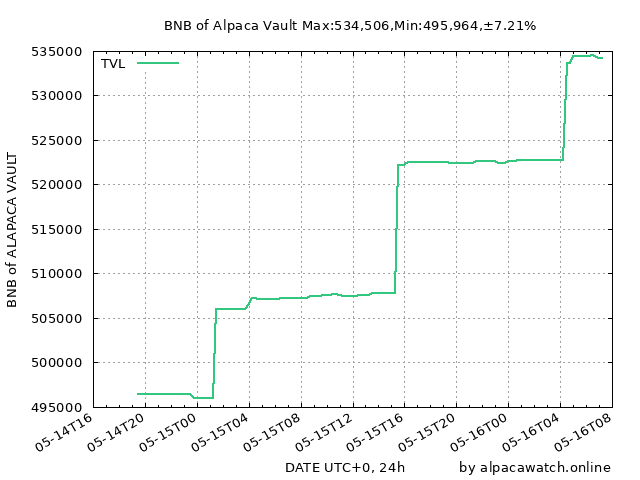 BNB of Alpaca Vault Max:534,506,Min:495,964,±7.21%
TVL
535000
530000
525000
520000
515000
510000
505000
500000
495000
BNB of ALAPACA VAULT
05-14T16
05-14T20
05-15T00
05-15T04
05-15T08
05-15T12
05-15T16
05-15T20
05-16T00
05-16T04
05-16T08
DATE UTC+0, 24h
by alpacawatch.online